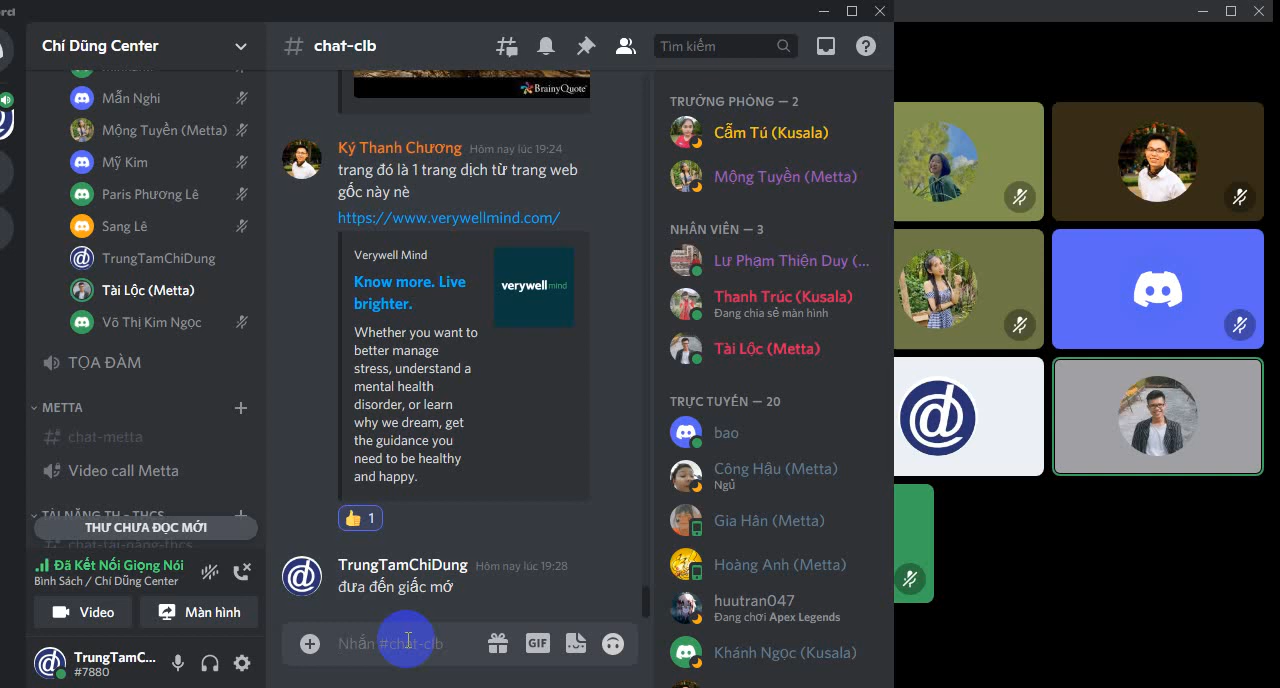 Chí Dũng Center
Mẫn Nghi
Mộng Tuyền (Metta)
Mỹ Kim
Paris Phương Lê
Sang Lê
TrungTamChiDung
Tài Lộc (Metta)
Võ Thị Kim Ngọc
TỌA ĐÀM
METTA
chat-metta
Video call Metta
THƯ CHƯA ĐỌC MỚI
Đã Kết Nối Giọng Nói
Bình Sách / Chí Dũng Center
Video
Màn hình
TrungTamC...
#7880
chat-clb
Tìm kiếm
BrainyQuote
Ký Thanh Chương Hôm nay lúc 19:24
trang đó là 1 trang dịch từ trang web
gốc này nè
https://www.verywellmind.com/
Verywell Mind
Know more. Live
brighter.
verywell mind
Whether you want to
better manage
stress, understand a
mental health
disorder, or learn
why we dream, get
the guidance you
need to be healthy
and happy.
1
TrungTamChiDung Hôm nay lúc 19:28
đưa đến giấc mớ
Nhắn #chat-clb
GIF
TRƯỞNG PHÒNG — 2
Cẩm Tú (Kusala)
Mộng Tuyền (Metta)
NHÂN VIÊN — 3
Lư Phạm Thiện Duy (...
Thanh Trúc (Kusala)
Đang chia sẻ màn hình
Tài Lộc (Metta)
TRỰC TUYẾN — 20
bao
Công Hậu (Metta)
Ngủ
Gia Hân (Metta)
Hoàng Anh (Metta)
huutran047
Đang chơi Apex Legends
Khánh Ngọc (Kusala)